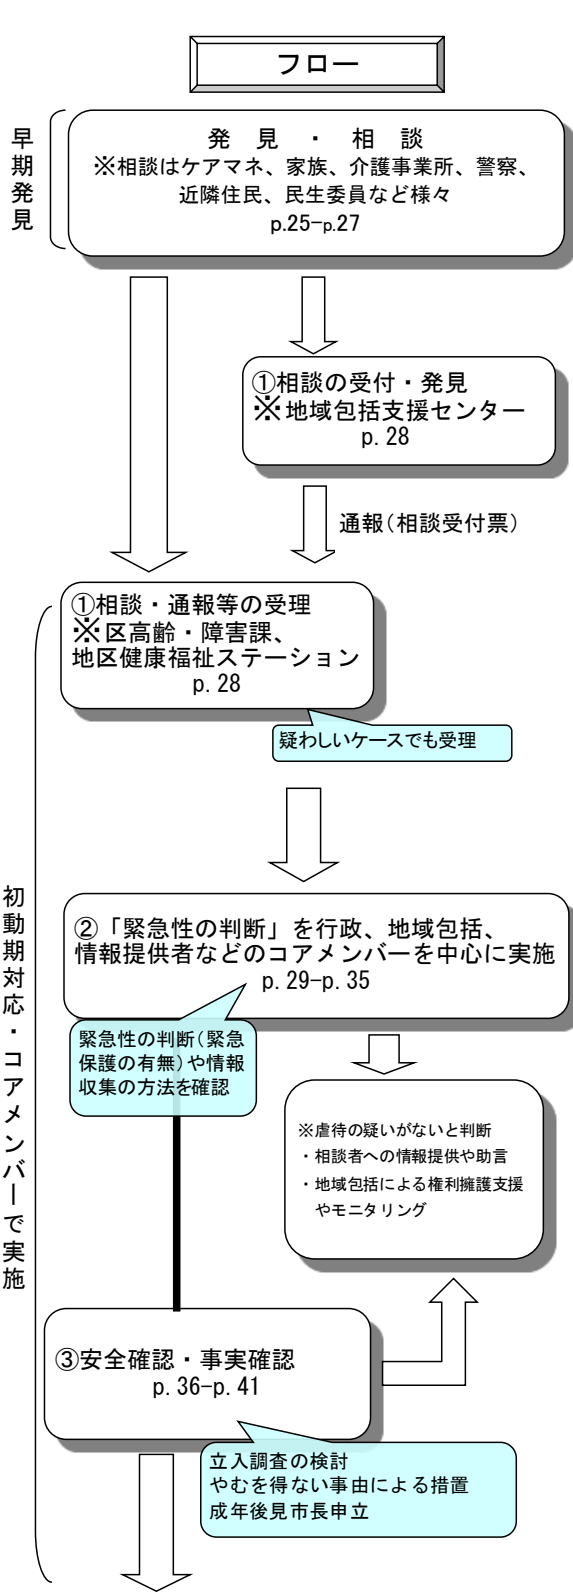 フロー
早期発見
発見・相談
※相談はケアマネ、家族、介護事業所、警察、
近隣住民、民生委員など様々
p.25-p.27
①相談の受付・発見
※地域包括支援センター
p.28
通報（相談受付票）
①相談・通報等の受理
※区高齢・障害課、
地区健康福祉ステーション
p.28
疑わしいケースでも受理
初動期対応・コアメンバーで実施
②「緊急性の判断」を行政、地域包括、
情報提供者などのコアメンバーを中心に実施
p.29-p.35
緊急性の判断（緊急
保護の有無）や情報
収集の方法を確認
※虐待の疑いがないと判断
・相談者への情報提供や助言
・地域包括による権利擁護支援
やモニタリング
③安全確認・事実確認
p.36-p.41
立入調査の検討
やむを得ない事由による措置
成年後見市長申立